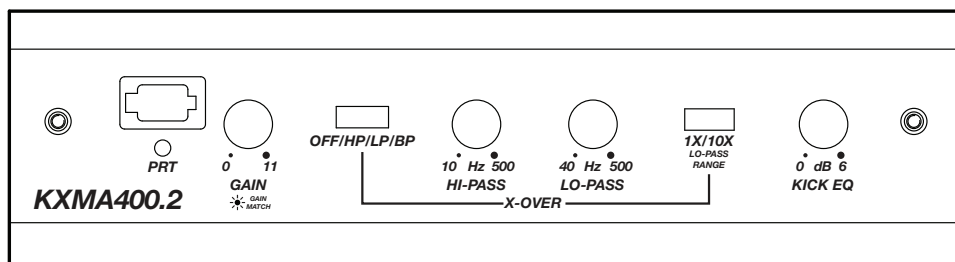 PRT
0 11
GAIN
GAIN
MATCH
KXMA400.2
OFF/HP/LP/BP
10 Hz 500
HI-PASS
40 Hz 500
LO-PASS
1X/10X
LO-PASS
RANGE
X-OVER
0 dB 6
KICK EQ